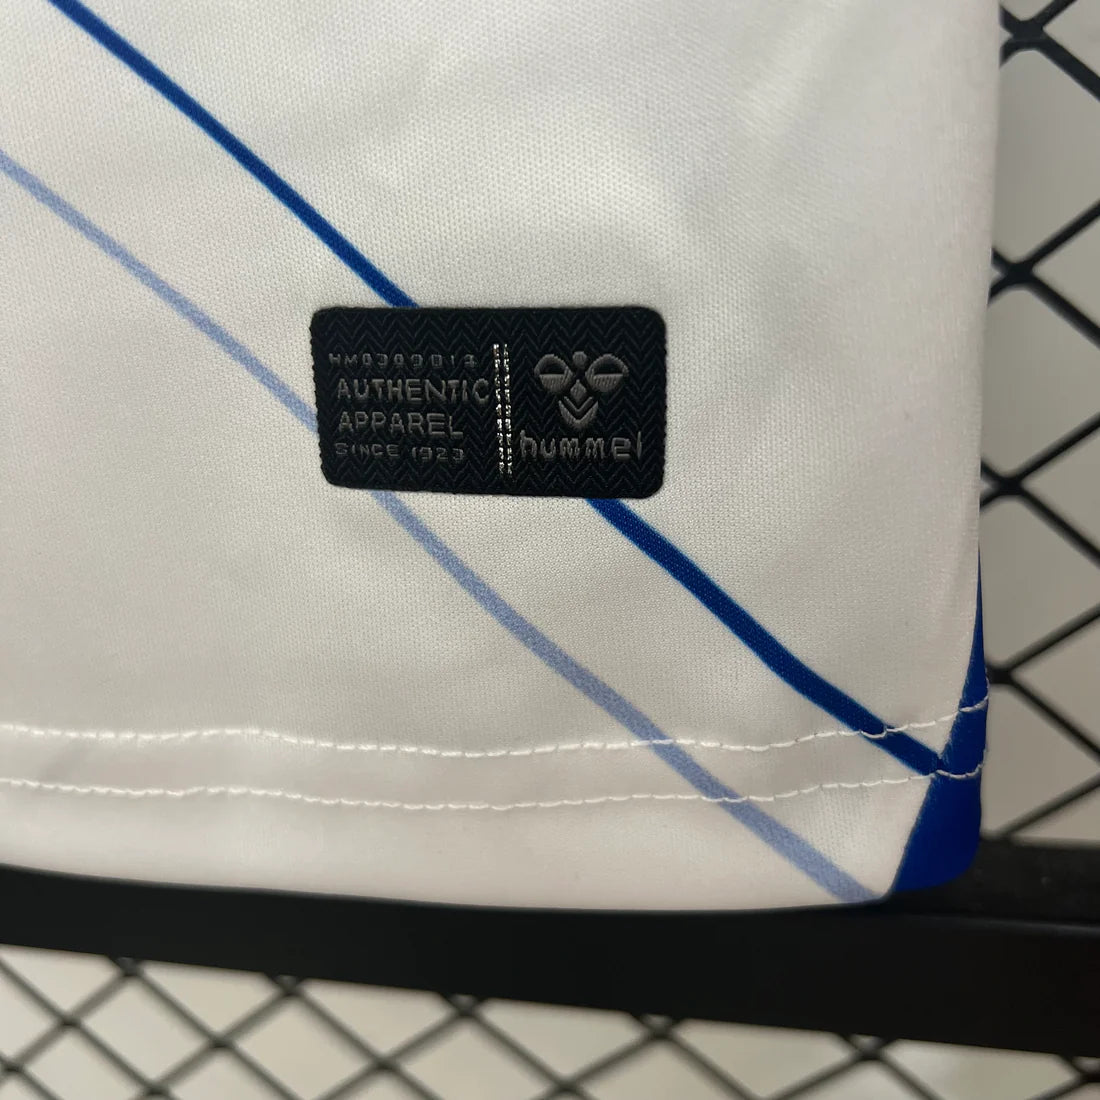 AUTHENTIC
APPAREL
SINCE 1923
hummel